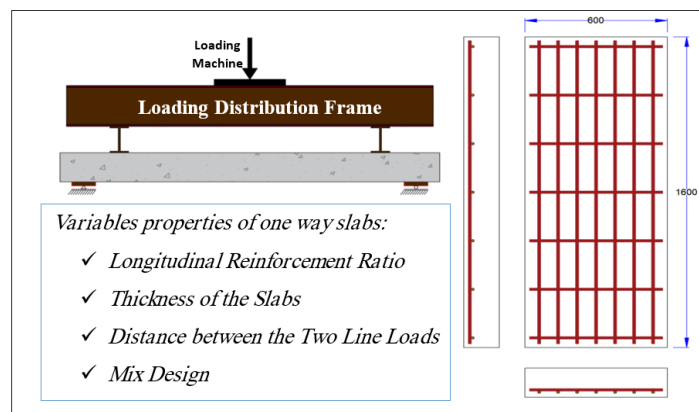 Loading
Machine
Loading Distribution Frame
Variables properties of one way slabs:
✓ Longitudinal Reinforcement Ratio
✓ Thickness of the Slabs
✓ Distance between the Two Line Loads
✓ Mix Design
600
1600